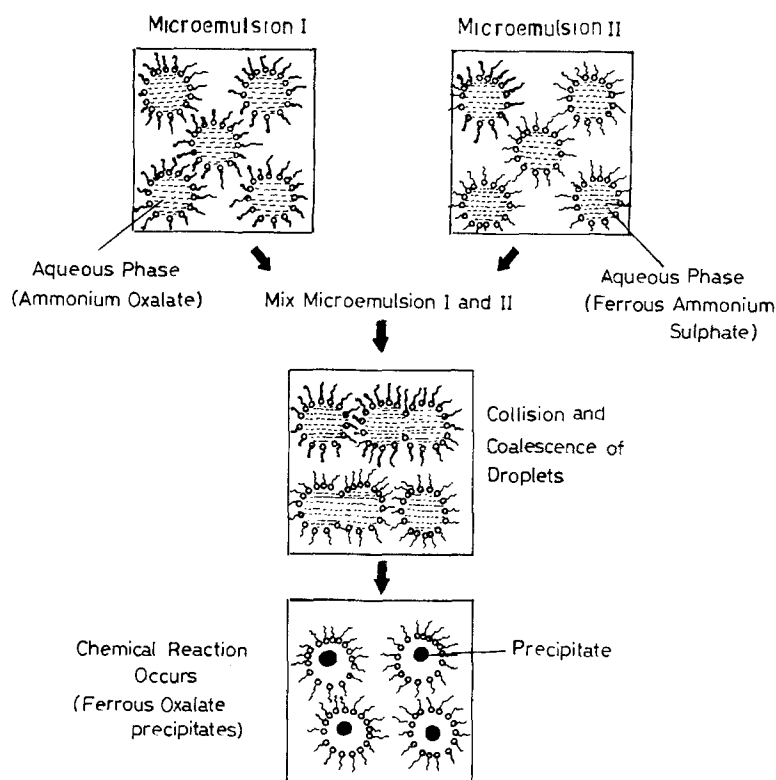 Microemulsion I
Microemulsion II
Aqueous Phase
(Ammonium Oxalate)
Aqueous Phase
(Ferrous Ammonium
Sulphate)
Mix Microemulsion I and II
Collision and
Coalescence of
Droplets
Chemical Reaction
Occurs
(Ferrous Oxalate
precipitates)
Precipitate